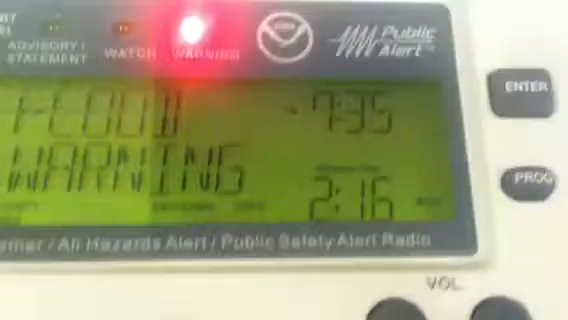 ADVISORY /
STATEMENT
WATCH
WARNING
Public
Alert™
ENTER
FLOOD
7:35
WARNING
2:16
PROG
/ All Hazards Alert / Public Safety Alert Radio
VOL